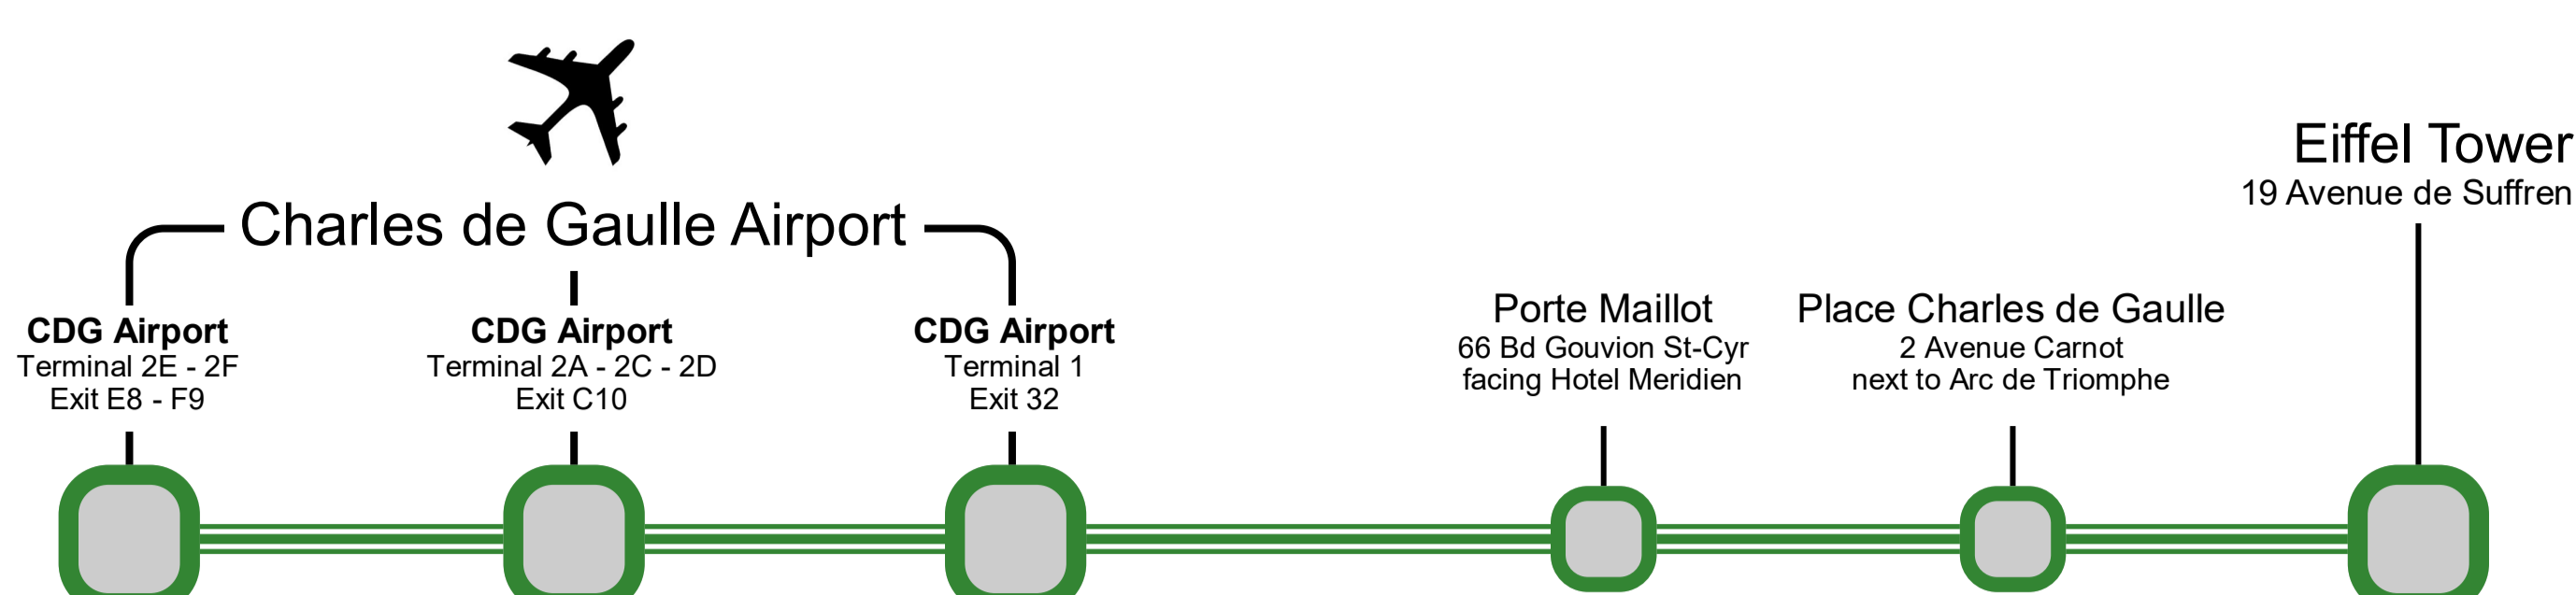 Charles de Gaulle Airport
CDG Airport
Terminal 2E - 2F
Exit E8 - F9
CDG Airport
Terminal 2A - 2C - 2D
Exit C10
CDG Airport
Terminal 1
Exit 32
Porte Maillot
66 Bd Gouvion St-Cyr
facing Hotel Meridien
Place Charles de Gaulle
2 Avenue Carnot
next to Arc de Triomphe
Eiffel Tower
19 Avenue de Suffren